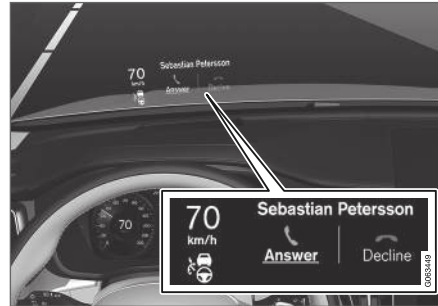 Sebastian Petersson
70
km/h
Answer
Decline
70
70
km/h
Sebastian Petersson
Answer
Decline
G063449